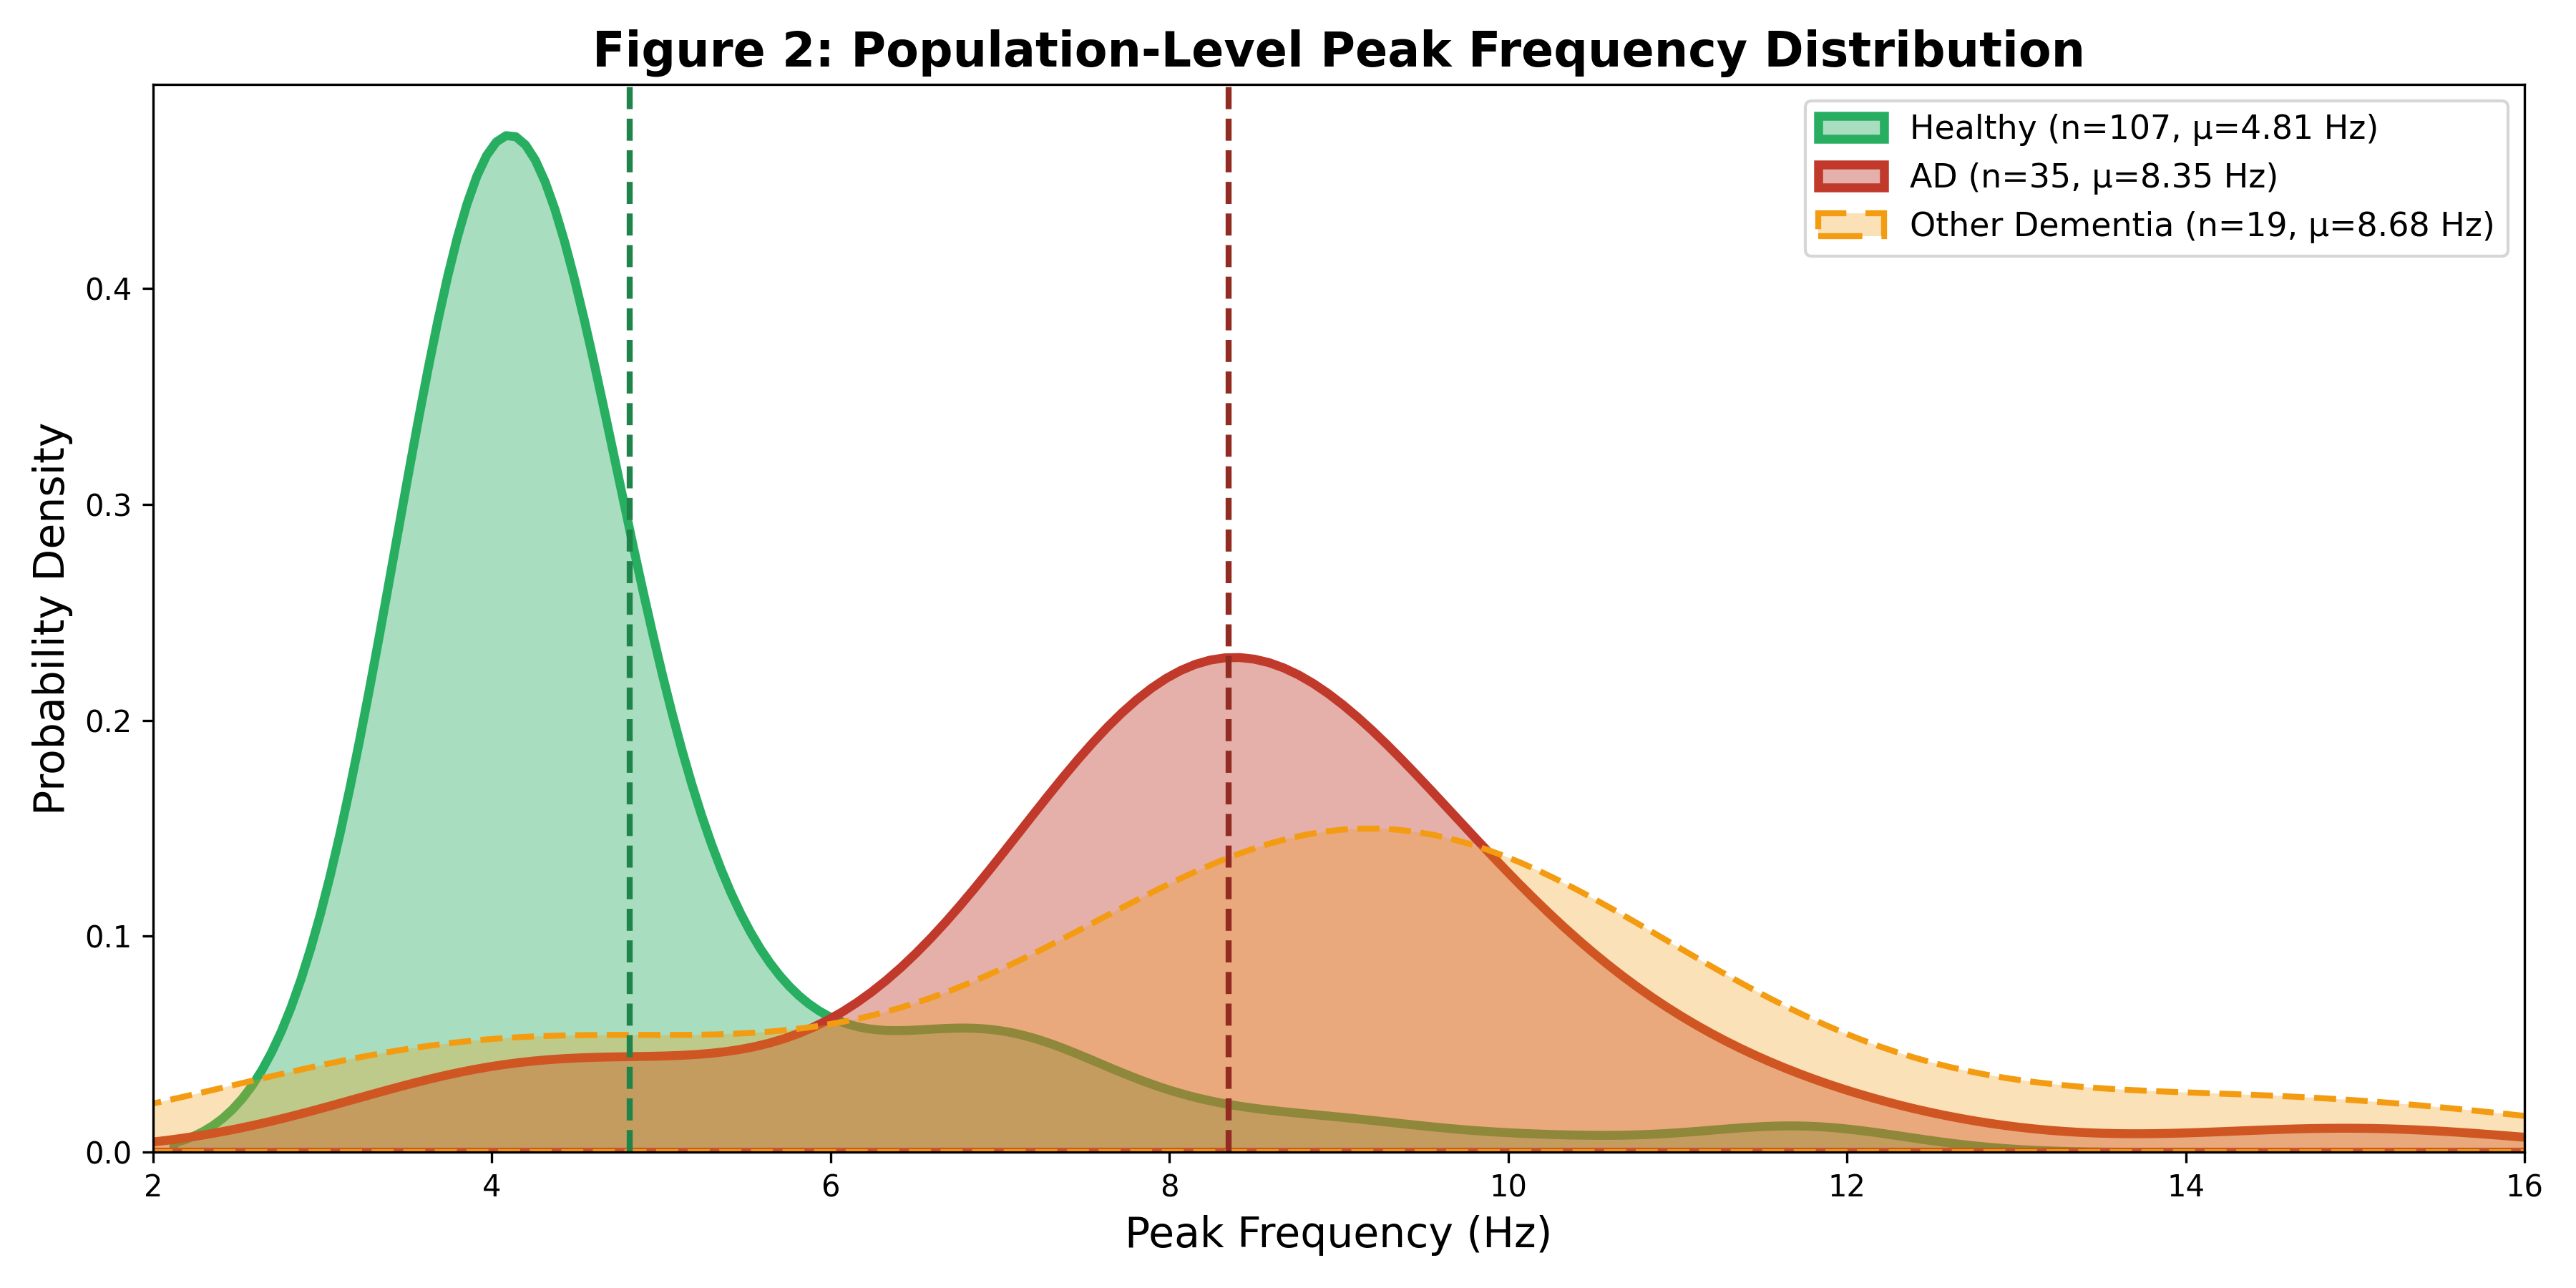 Figure 2: Population-Level Peak Frequency Distribution
Healthy (n=107, μ=4.81 Hz)
AD (n=35, μ=8.35 Hz)
Other Dementia (n=19, μ=8.68 Hz)
Probability Density
0.4
0.3
0.2
0.1
0.0
2 4 6 8 10 12 14 16
Peak Frequency (Hz)